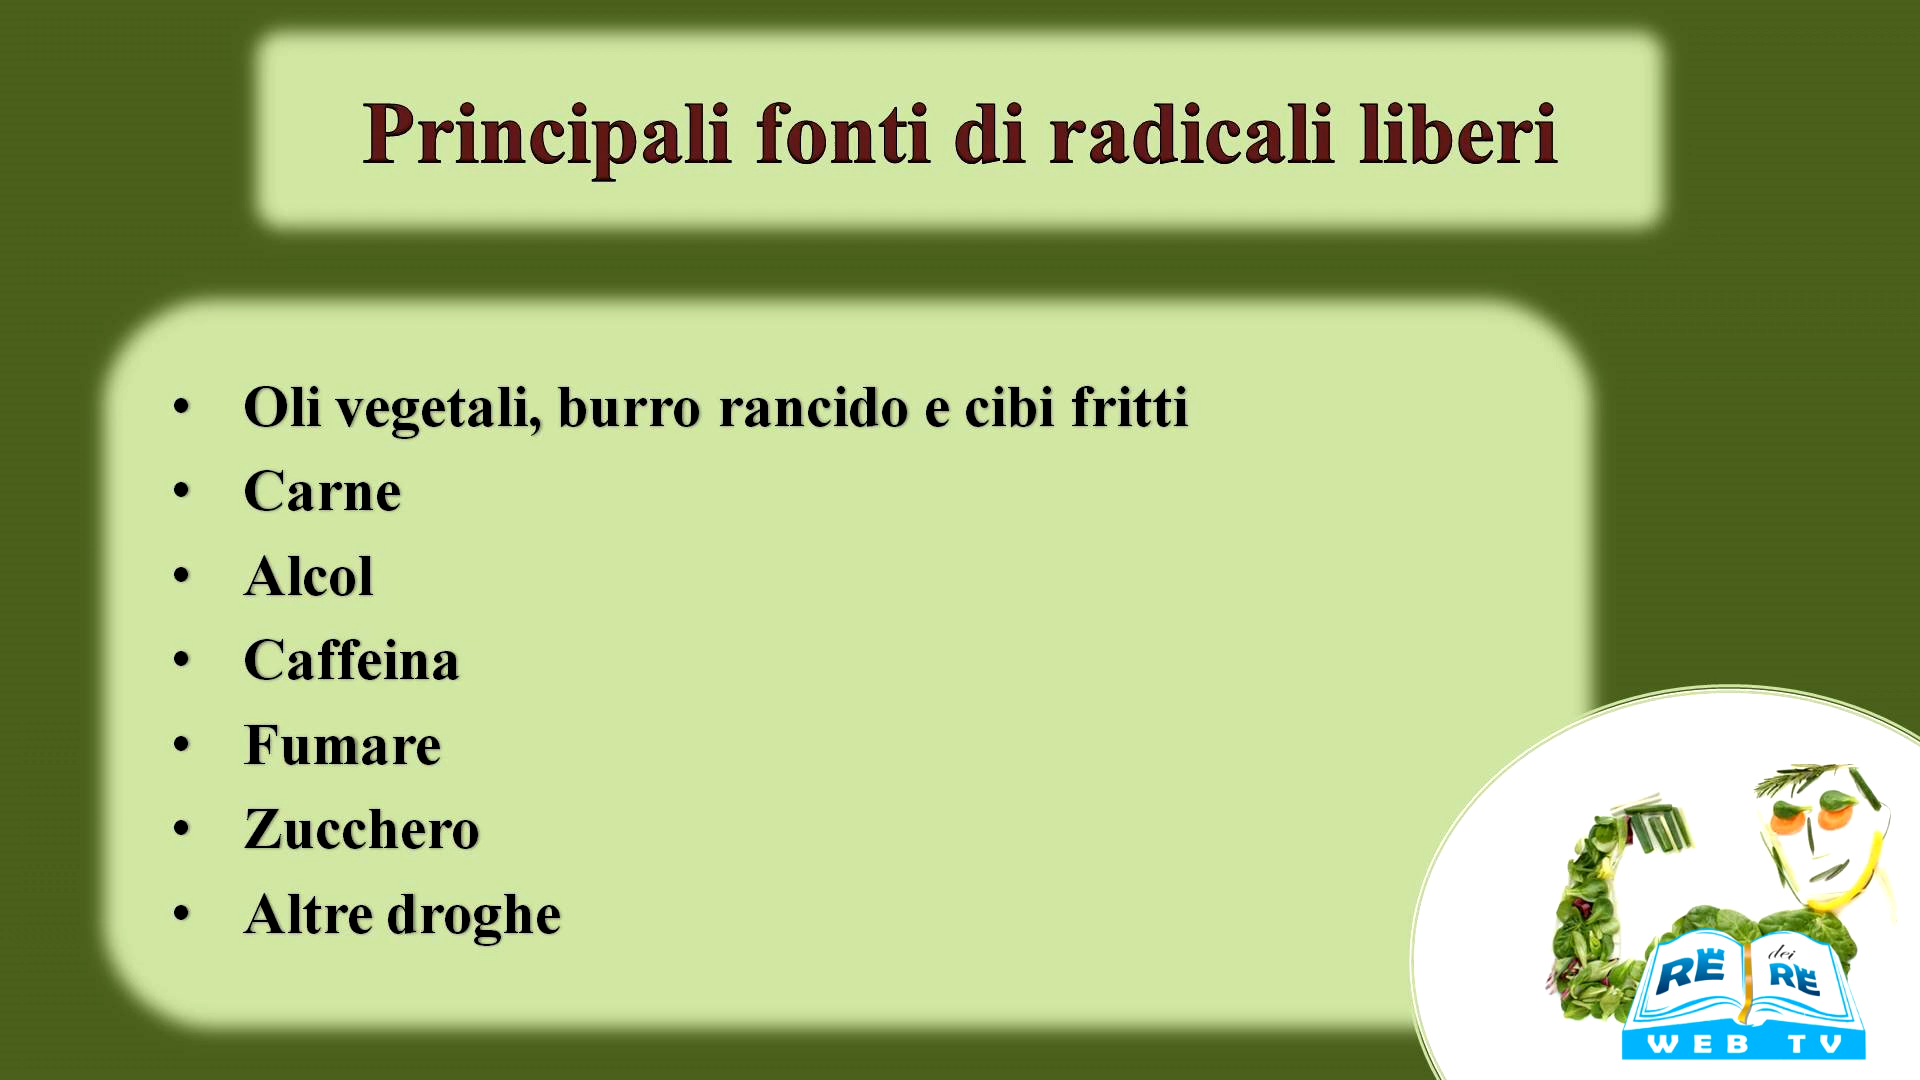 Principali fonti di radicali liberi
• Oli vegetali, burro rancido e cibi fritti
• Carne
• Alcol
• Caffeina
• Fumare
• Zucchero
• Altre droghe
RE dei RE
WEB TV